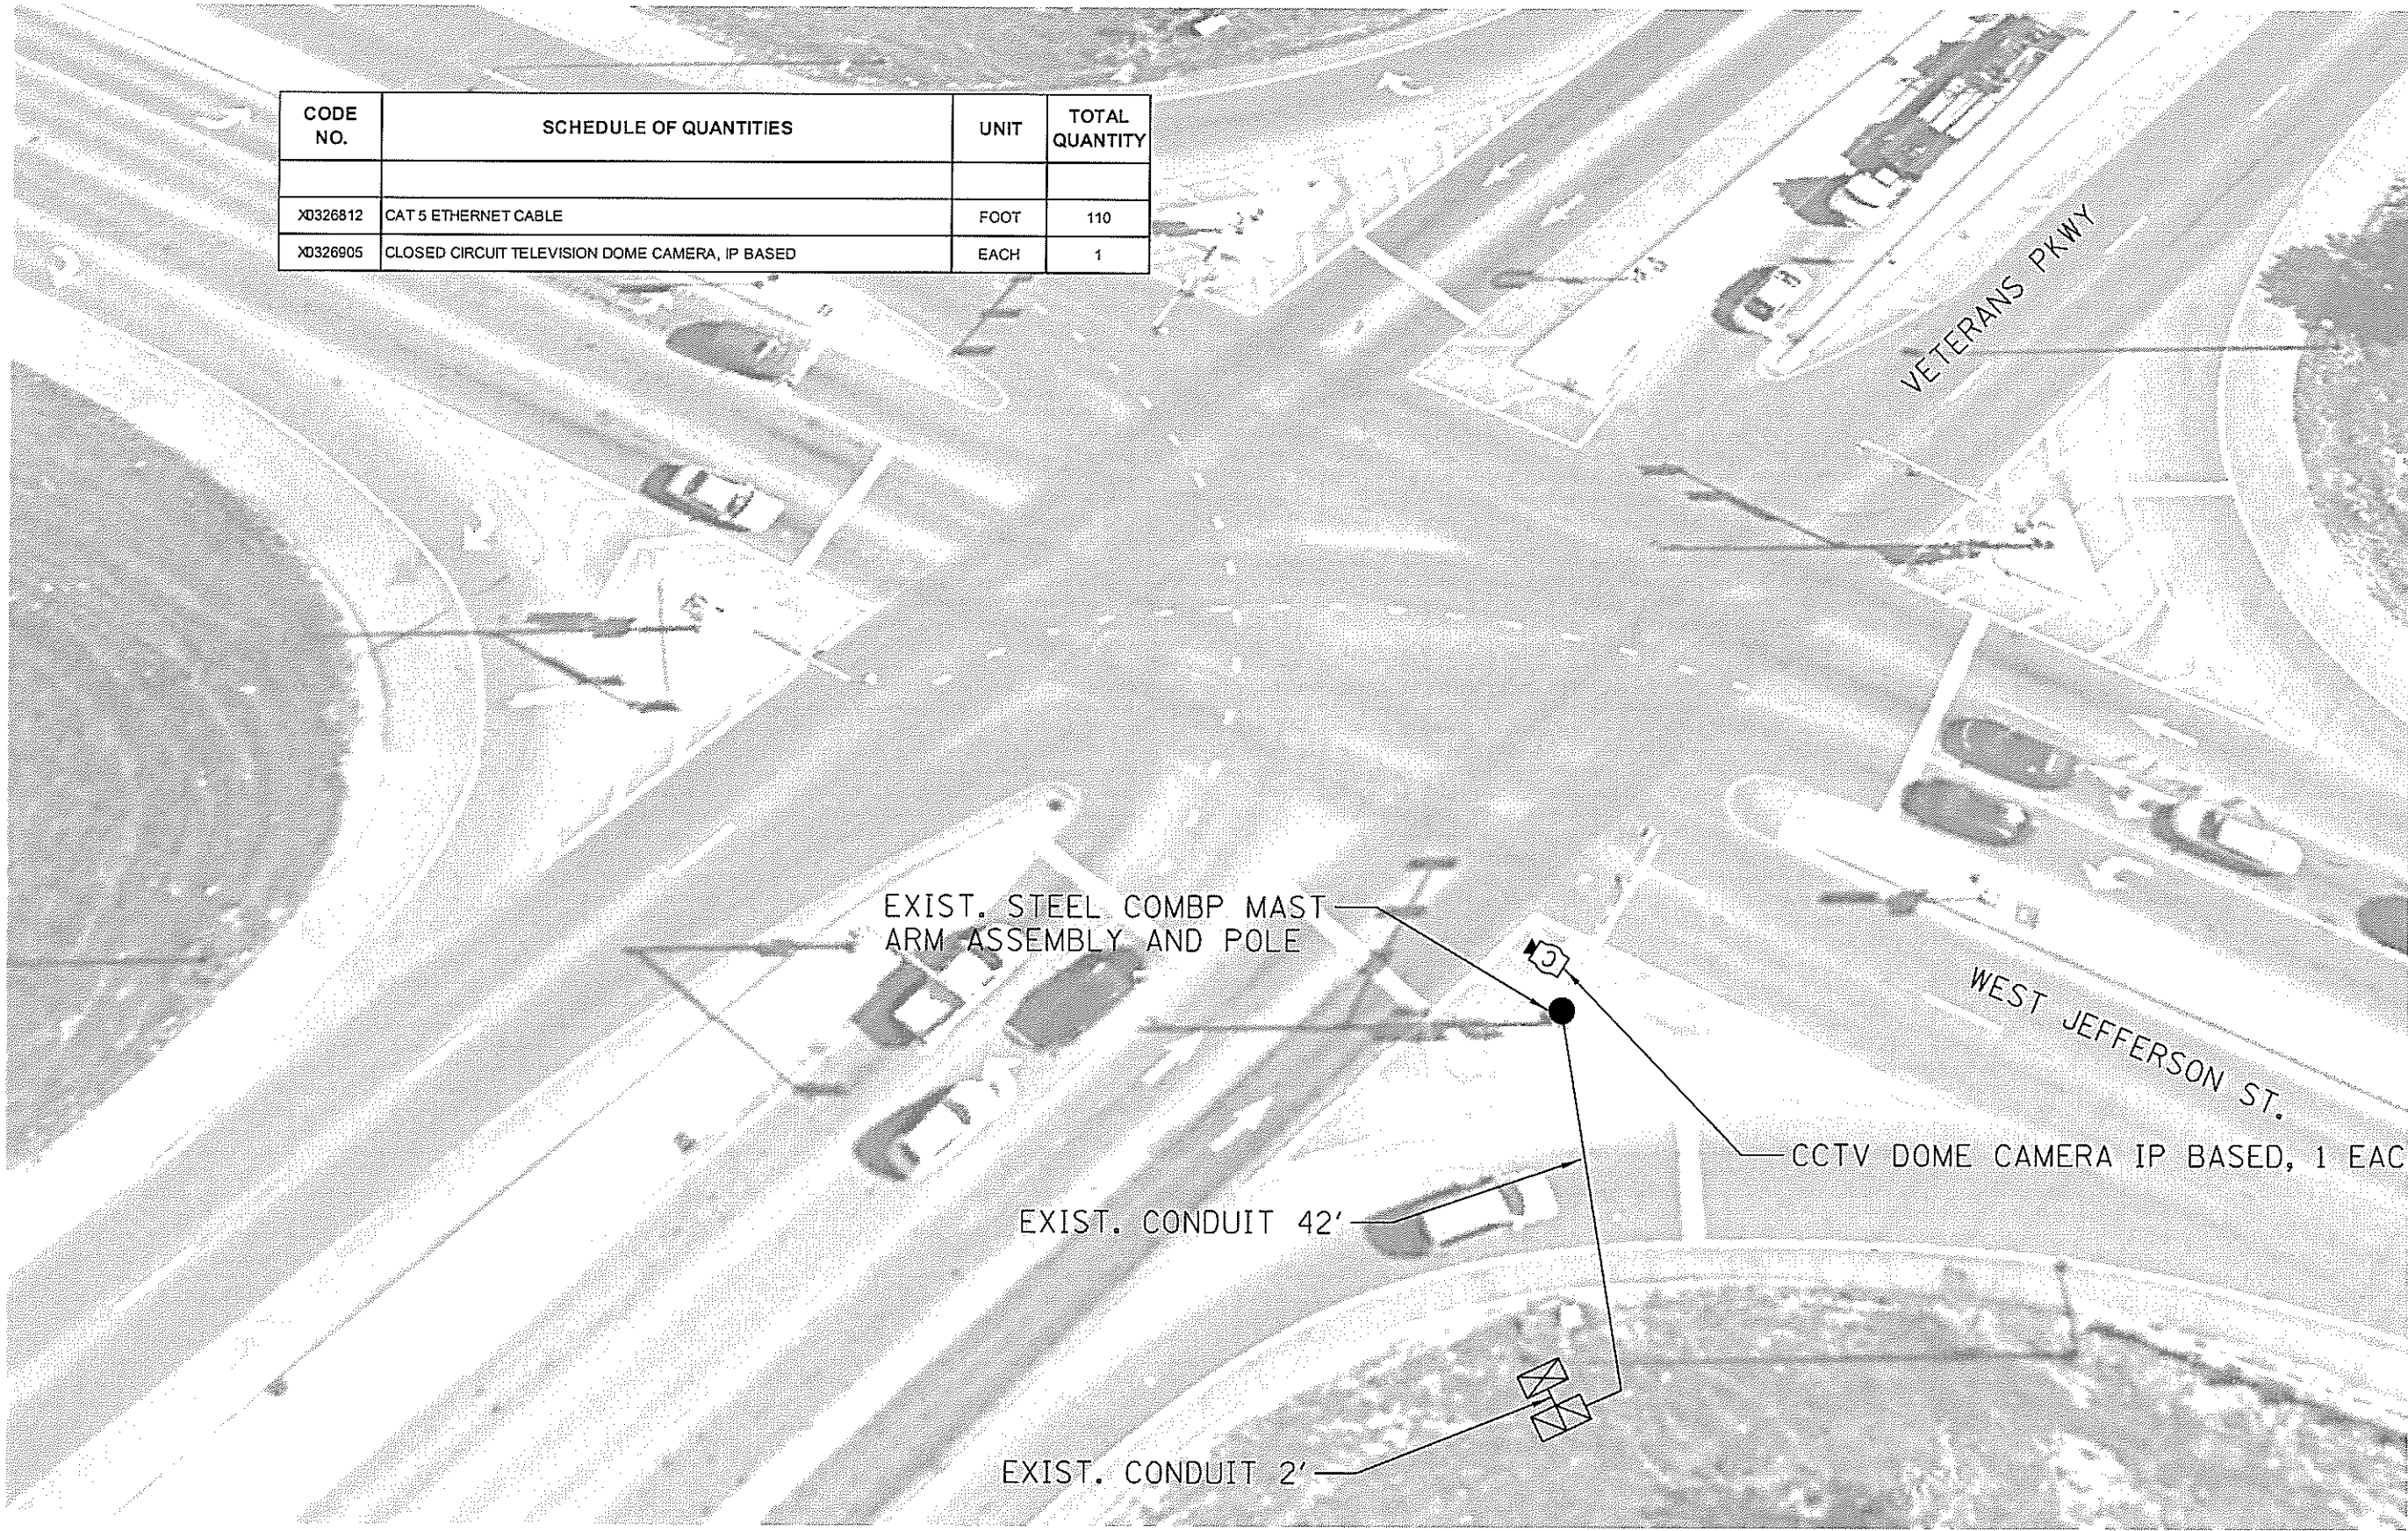 CODE NO. SCHEDULE OF QUANTITIES UNIT TOTAL QUANTITY
X0326812 CAT 5 ETHERNET CABLE FOOT 110
X0326905 CLOSED CIRCUIT TELEVISION DOME CAMERA, IP BASED EACH 1
VETERANS PKWY
EXIST. STEEL COMBP MAST
ARM ASSEMBLY AND POLE
C
WEST JEFFERSON ST.
CCTV DOME CAMERA IP BASED, 1 EAC
EXIST. CONDUIT 42'
EXIST. CONDUIT 2'